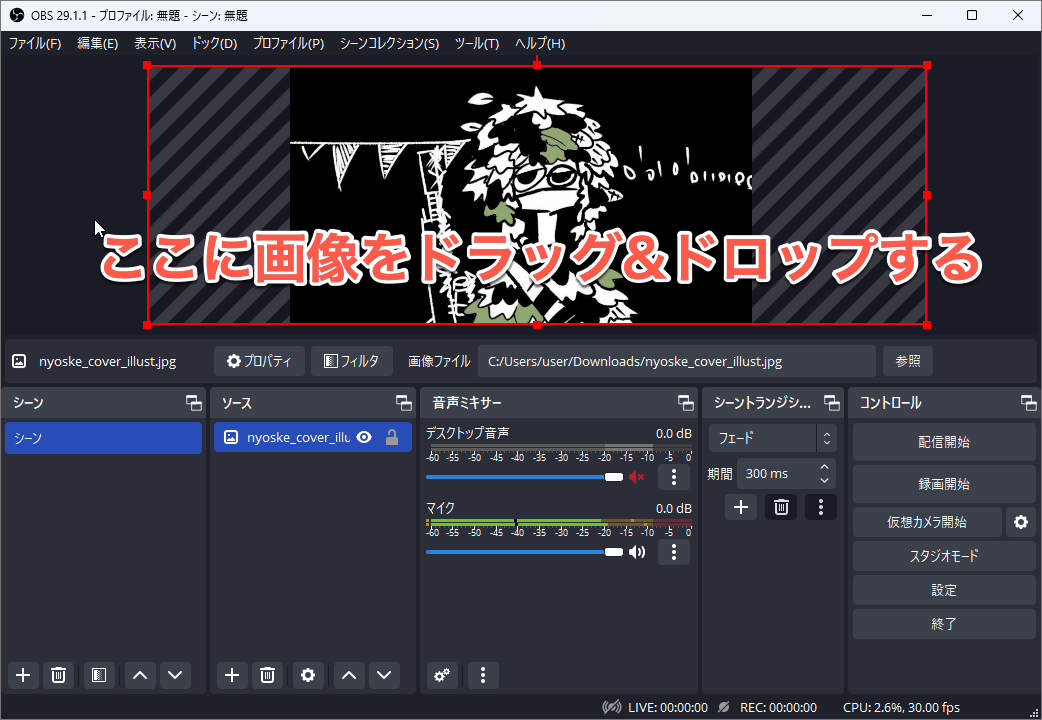 OBS 29.1.1 - プロファイル: 無題 - シーン: 無題
ファイル(F) 編集(E) 表示(V) ドック(D) プロファイル(P) シーンコレクション(S) ツール(T) ヘルプ(H)
ここに画像をドラッグ&ドロップする
nyoske_cover_illust.jpg プロパティ フィルタ 画像ファイル C:/Users/user/Downloads/nyoske_cover_illust.jpg 参照
シーン
シーン
ソース
nyoske_cover_illu
音声ミキサー
デスクトップ音声 0.0 dB
-60 -55 -50 -45 -40 -35 -30 -25 -20 -15 -10 -5 0
マイク 0.0 dB
-60 -55 -50 -45 -40 -35 -30 -25 -20 -15 -10 -5 0
シーントランジシ...
フェード
期間 300 ms
コントロール
配信開始
録画開始
仮想カメラ開始
スタジオモード
設定
終了
LIVE: 00:00:00 REC: 00:00:00 CPU: 2.6%, 30.00 fps